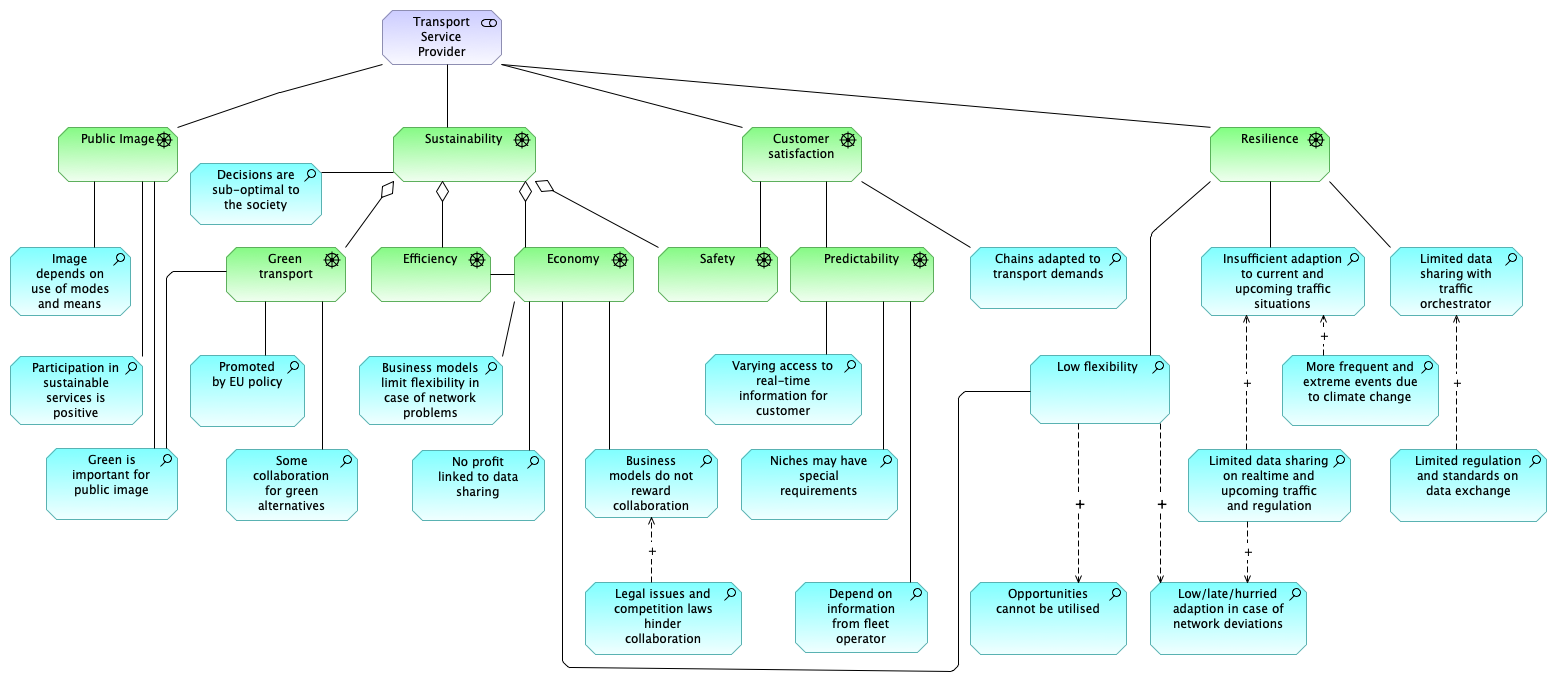 Transport
Service
Provider
Public Image
Sustainability
Customer
satisfaction
Resilience
Decisions are
sub-optimal to
the society
Image
depends on
use of modes
and means
Green
transport
Efficiency
Economy
Safety
Predictability
Chains adapted to
transport demands
Insufficient adaption
to current and
upcoming traffic
situations
Limited data
sharing with
traffic
orchestrator
Participation in
sustainable
services is
positive
Promoted
by EU policy
Business models
limit flexibility in
case of network
problems
Varying access to
real-time
information for
customer
Low flexibility
+
More frequent and
extreme events due
to climate change
+
+
Green is
important for
public image
Some
collaboration
for green
alternatives
No profit
linked to data
sharing
Business
models do not
reward
collaboration
Niches may have
special
requirements
Limited data sharing
on realtime and
upcoming traffic
and regulation
Limited regulation
and standards on
data exchange
+
+
+
+
Legal issues and
competition laws
hinder
collaboration
Depend on
information
from fleet
operator
Opportunities
cannot be utilised
Low/late/hurried
adaption in case of
network deviations